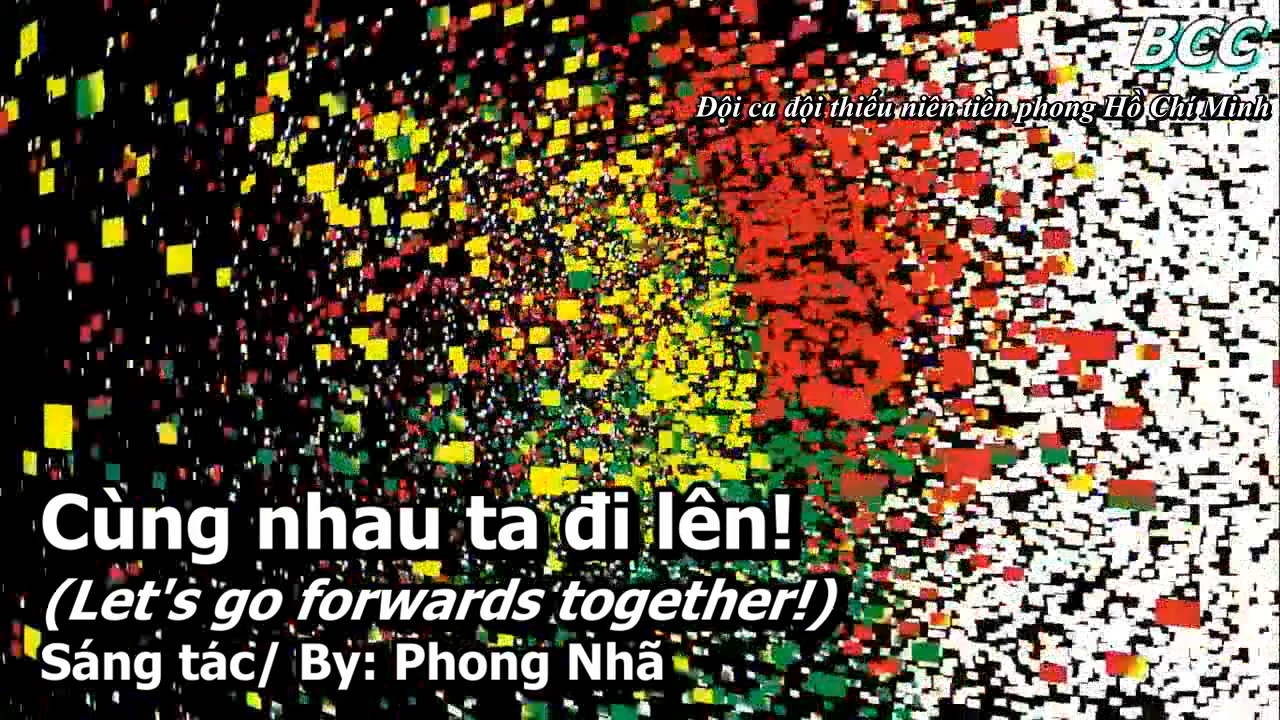 BCC
Đội ca đội thiếu niên tiền phong Hồ Chí Minh
Cùng nhau ta đi lên!
(Let's go forwards together!)
Sáng tác/ By: Phong Nhã